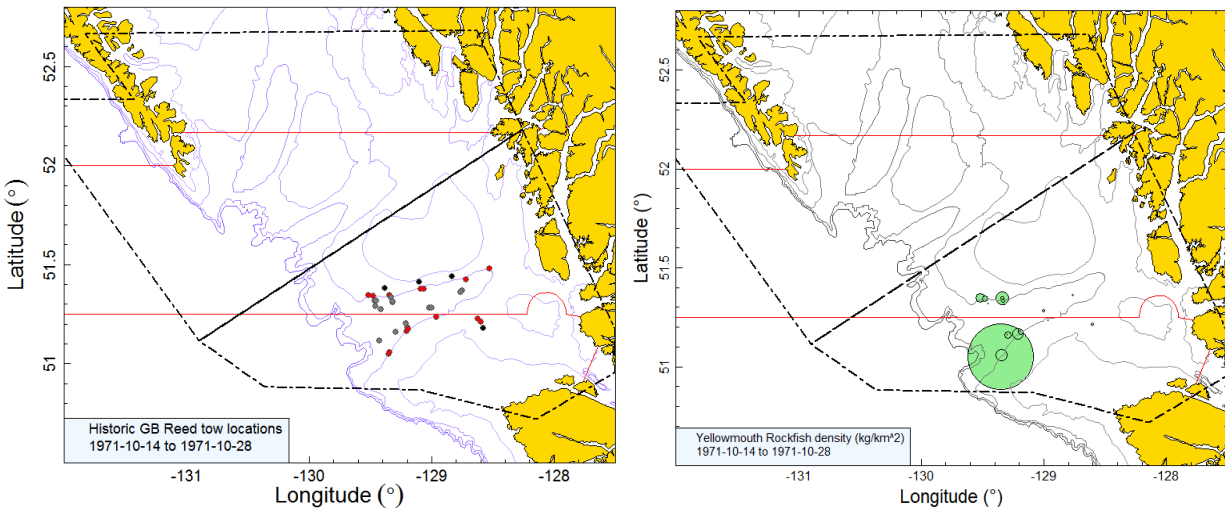 52.5
52
51.5
51
Latitude (°)
Historic GB Reed tow locations
1971-10-14 to 1971-10-28
-131
-130
-129
-128
Longitude (°)
52.5
52
51.5
51
Latitude (°)
Yellowmouth Rockfish density (kg/km^2)
1971-10-14 to 1971-10-28
-131
-130
-129
-128
Longitude (°)